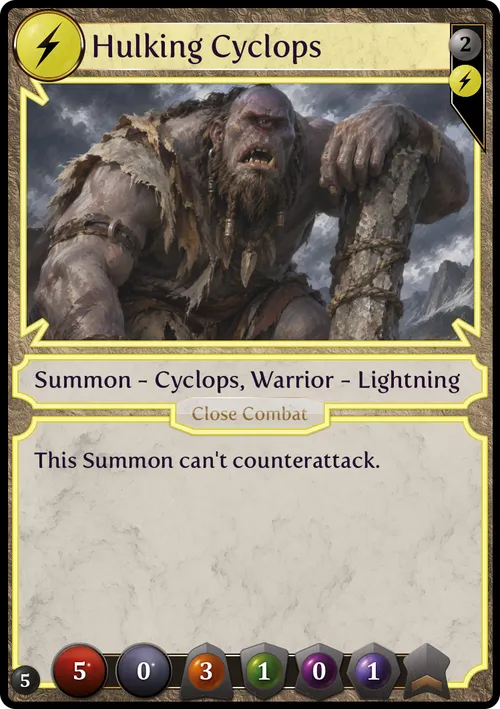 Hulking Cyclops
2
Summon - Cyclops, Warrior - Lightning
Close Combat
This Summon can't counterattack.
5
5* 0* 3 1 0 1